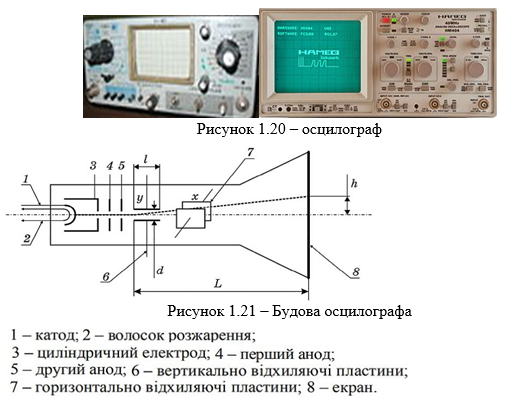 HAMEG
Instruments
HAMEG
Рисунок 1.20 – осцилограф
3 4 5 l 7
1 y x h
2 6 d 8
L
Рисунок 1.21 – Будова осцилографа
1 – катод; 2 – волосок розжарення;
3 – циліндричний електрод; 4 – перший анод;
5 – другий анод; 6 – вертикально відхиляючі пластини;
7 – горизонтально відхиляючі пластини; 8 – екран.